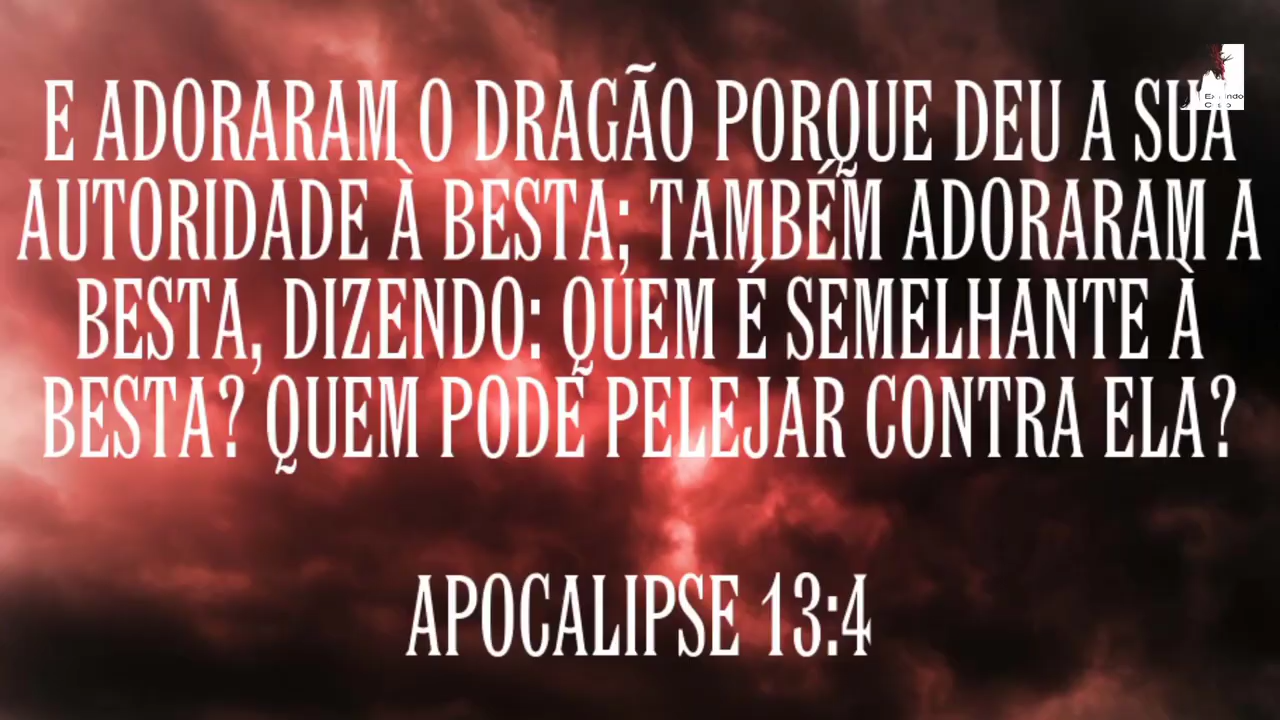 E ADORARAM O DRAGÃO PORQUE DEU A SUA
AUTORIDADE À BESTA; TAMBÉM ADORARAM A
BESTA, DIZENDO: QUEM É SEMELHANTE À
BESTA? QUEM PODE PELEJAR CONTRA ELA?
APOCALIPSE 13:4